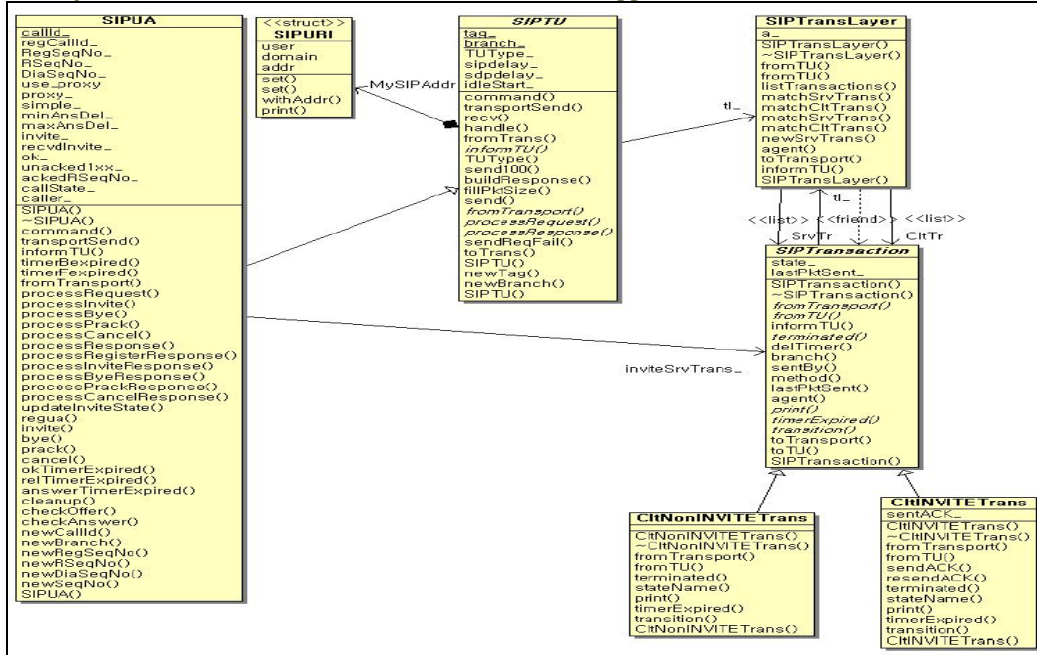 SIPUA
callId_
regCallId_
RegSeqNo_
RSeqNo_
DiaSeqNo_
use_proxy
proxy_
simple_
minAnsDel_
maxAnsDel_
invite_
recvdInvite_
ok_
unacked1xx_
ackedRSeqNo_
callState_
caller_
SIPUA()
~SIPUA()
command()
transportSend()
informTU()
timerBexpired()
timerFexpired()
fromTransport()
processRequest()
processInvite()
processBye()
processPrack()
processCancel()
processResponse()
processRegisterResponse()
processInviteResponse()
processByeResponse()
processPrackResponse()
processCancelResponse()
updateInviteState()
regua()
invite()
bye()
prack()
cancel()
okTimerExpired()
relTimerExpired()
answerTimerExpired()
cleanup()
checkOffer()
checkAnswer()
newCallId()
newBranch()
newRegSeqNo()
newRSeqNo()
newDiaSeqNo()
newSeqNo()
SIPUA()
<<struct>>
SIPURI
user
domain
addr
set()
set()
withAddr()
print()
MySIPAddr
SIPTU
tag_
branch_
TUType_
sipdelay_
sdpdelay_
idleStart_
command()
transportSend()
recv()
handle()
fromTrans()
informTU()
TUType()
send100()
buildResponse()
fillPktSize()
send()
fromTransport()
processRequest()
processResponse()
sendReqFail()
toTrans()
SIPTU()
newTag()
newBranch()
SIPTU()
tl_
SIPTransLayer
a_
SIPTransLayer()
~SIPTransLayer()
fromTU()
fromTU()
listTransactions()
matchSrvTrans()
matchCltTrans()
matchSrvTrans()
matchCltTrans()
newSrvTrans()
agent()
toTransport()
informTU()
SIPTransLayer()
tl_
<<list>> <<friend>> <<list>>
SrvTr CltTr
SIPTransaction
state_
lastPktSent_
SIPTransaction()
~SIPTransaction()
fromTransport()
fromTU()
informTU()
terminated()
delTimer()
branch()
sentBy()
method()
lastPktSent()
agent()
print()
timerExpired()
transition()
toTransport()
toTU()
SIPTransaction()
inviteSrvTrans_
CltNonINVITETrans
CltNonINVITETrans()
~CltNonINVITETrans()
fromTransport()
fromTU()
terminated()
stateName()
print()
timerExpired()
transition()
CltNonINVITETrans()
CltINVITETrans
sentACK_
CltINVITETrans()
~CltINVITETrans()
fromTransport()
fromTU()
sendACK()
resendACK()
terminated()
stateName()
print()
timerExpired()
transition()
CltINVITETrans()